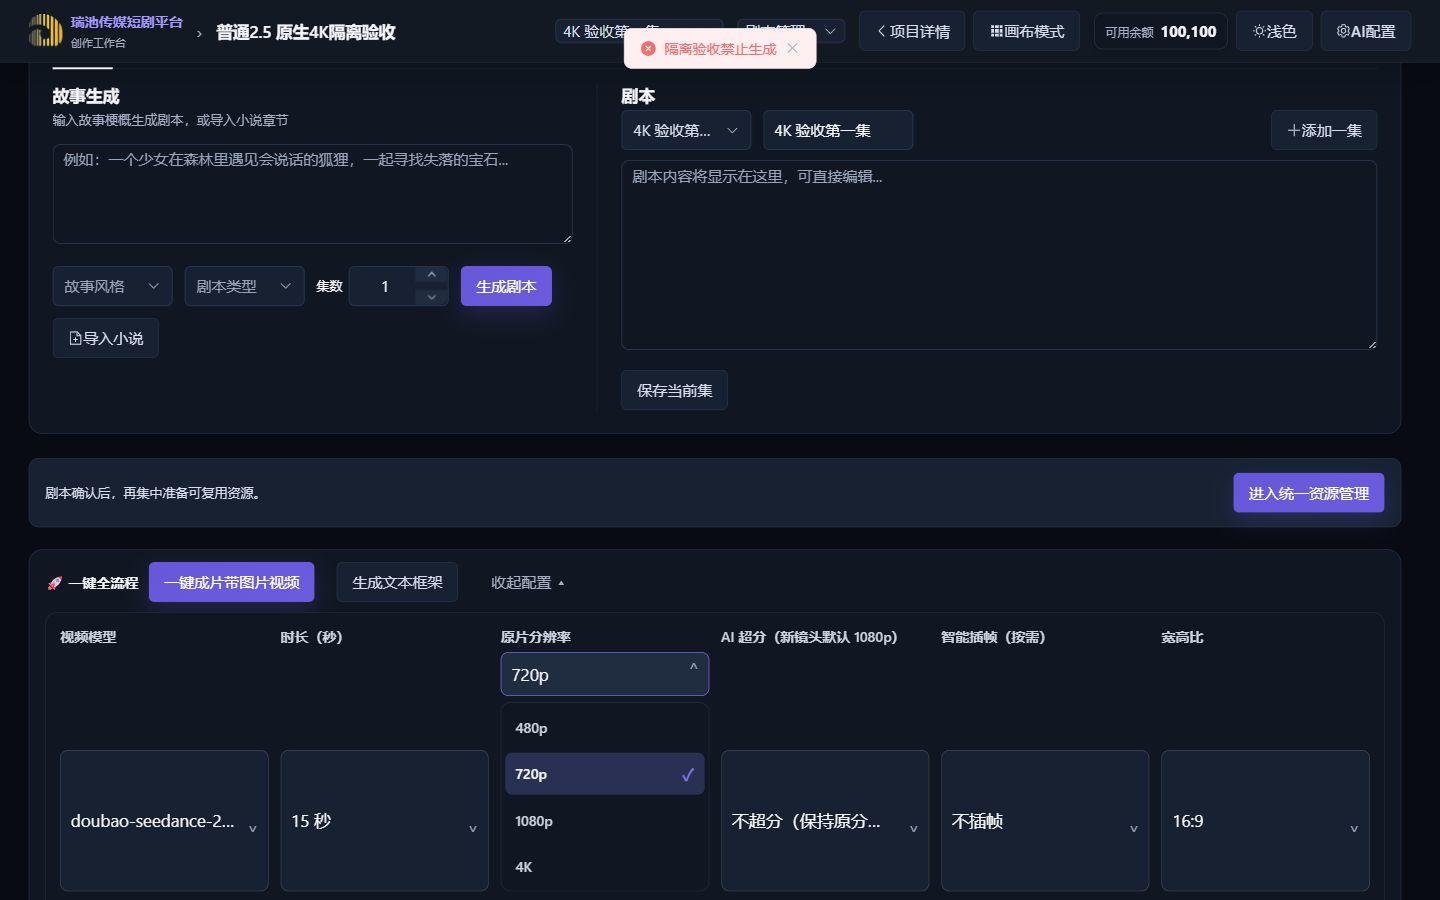 瑞池传媒短剧平台
创作工作台
›
普通2.5 原生4K隔离验收
4K 验收第一集
剧本管理
项目详情
画布模式
可用余额 100,100
浅色
AI配置
隔离验收禁止生成
故事生成
输入故事梗概生成剧本，或导入小说章节
例如：一个少女在森林里遇见会说话的狐狸，一起寻找失落的宝石...
故事风格
剧本类型
集数
1
生成剧本
导入小说
剧本
4K 验收第...
4K 验收第一集
添加一集
剧本内容将显示在这里，可直接编辑...
保存当前集
剧本确认后，再集中准备可复用资源。
进入统一资源管理
一键全流程
一键成片带图片视频
生成文本框架
收起配置
视频模型
时长（秒）
原片分辨率
AI 超分（新镜头默认 1080p）
智能插帧（按需）
宽高比
720p
480p
720p
1080p
4K
doubao-seedance-2...
15 秒
不超分（保持原分...
不插帧
16:9